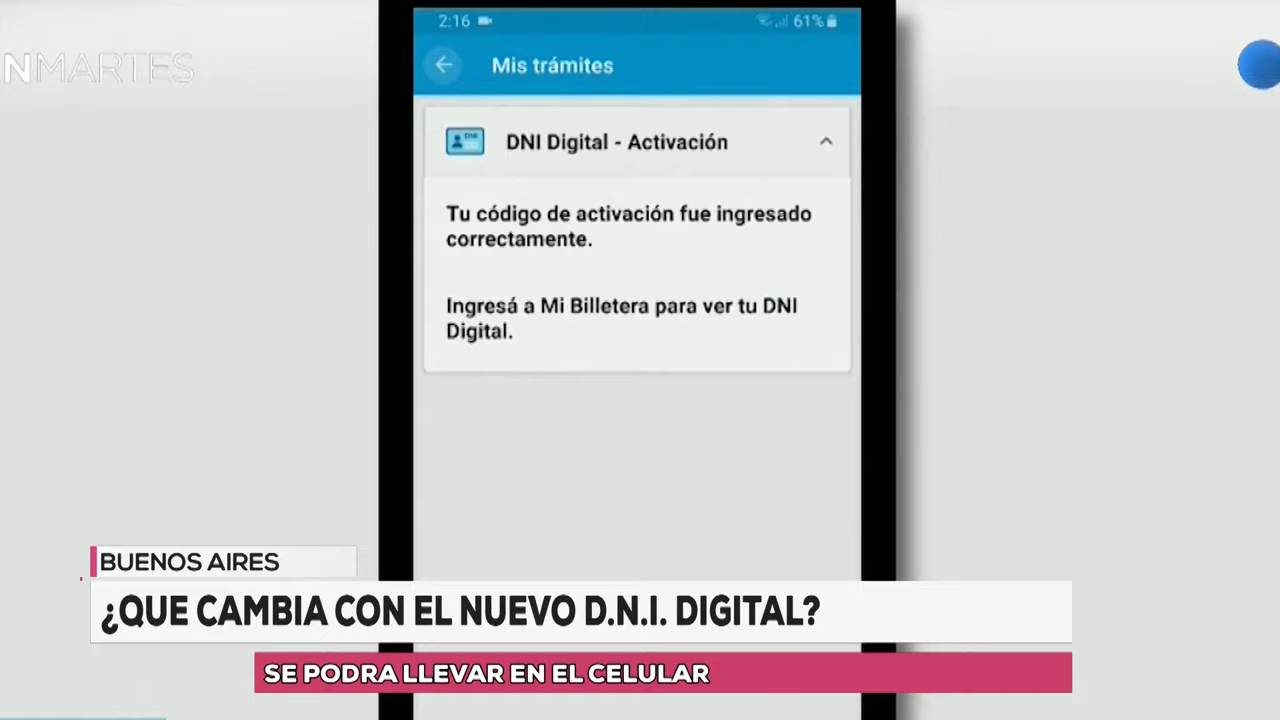 2:16
61%
NMARTES
Mis trámites
DNI
DNI Digital - Activación
Tu código de activación fue ingresado
correctamente.
Ingresá a Mi Billetera para ver tu DNI
Digital.
BUENOS AIRES
¿QUE CAMBIA CON EL NUEVO D.N.I. DIGITAL?
SE PODRA LLEVAR EN EL CELULAR